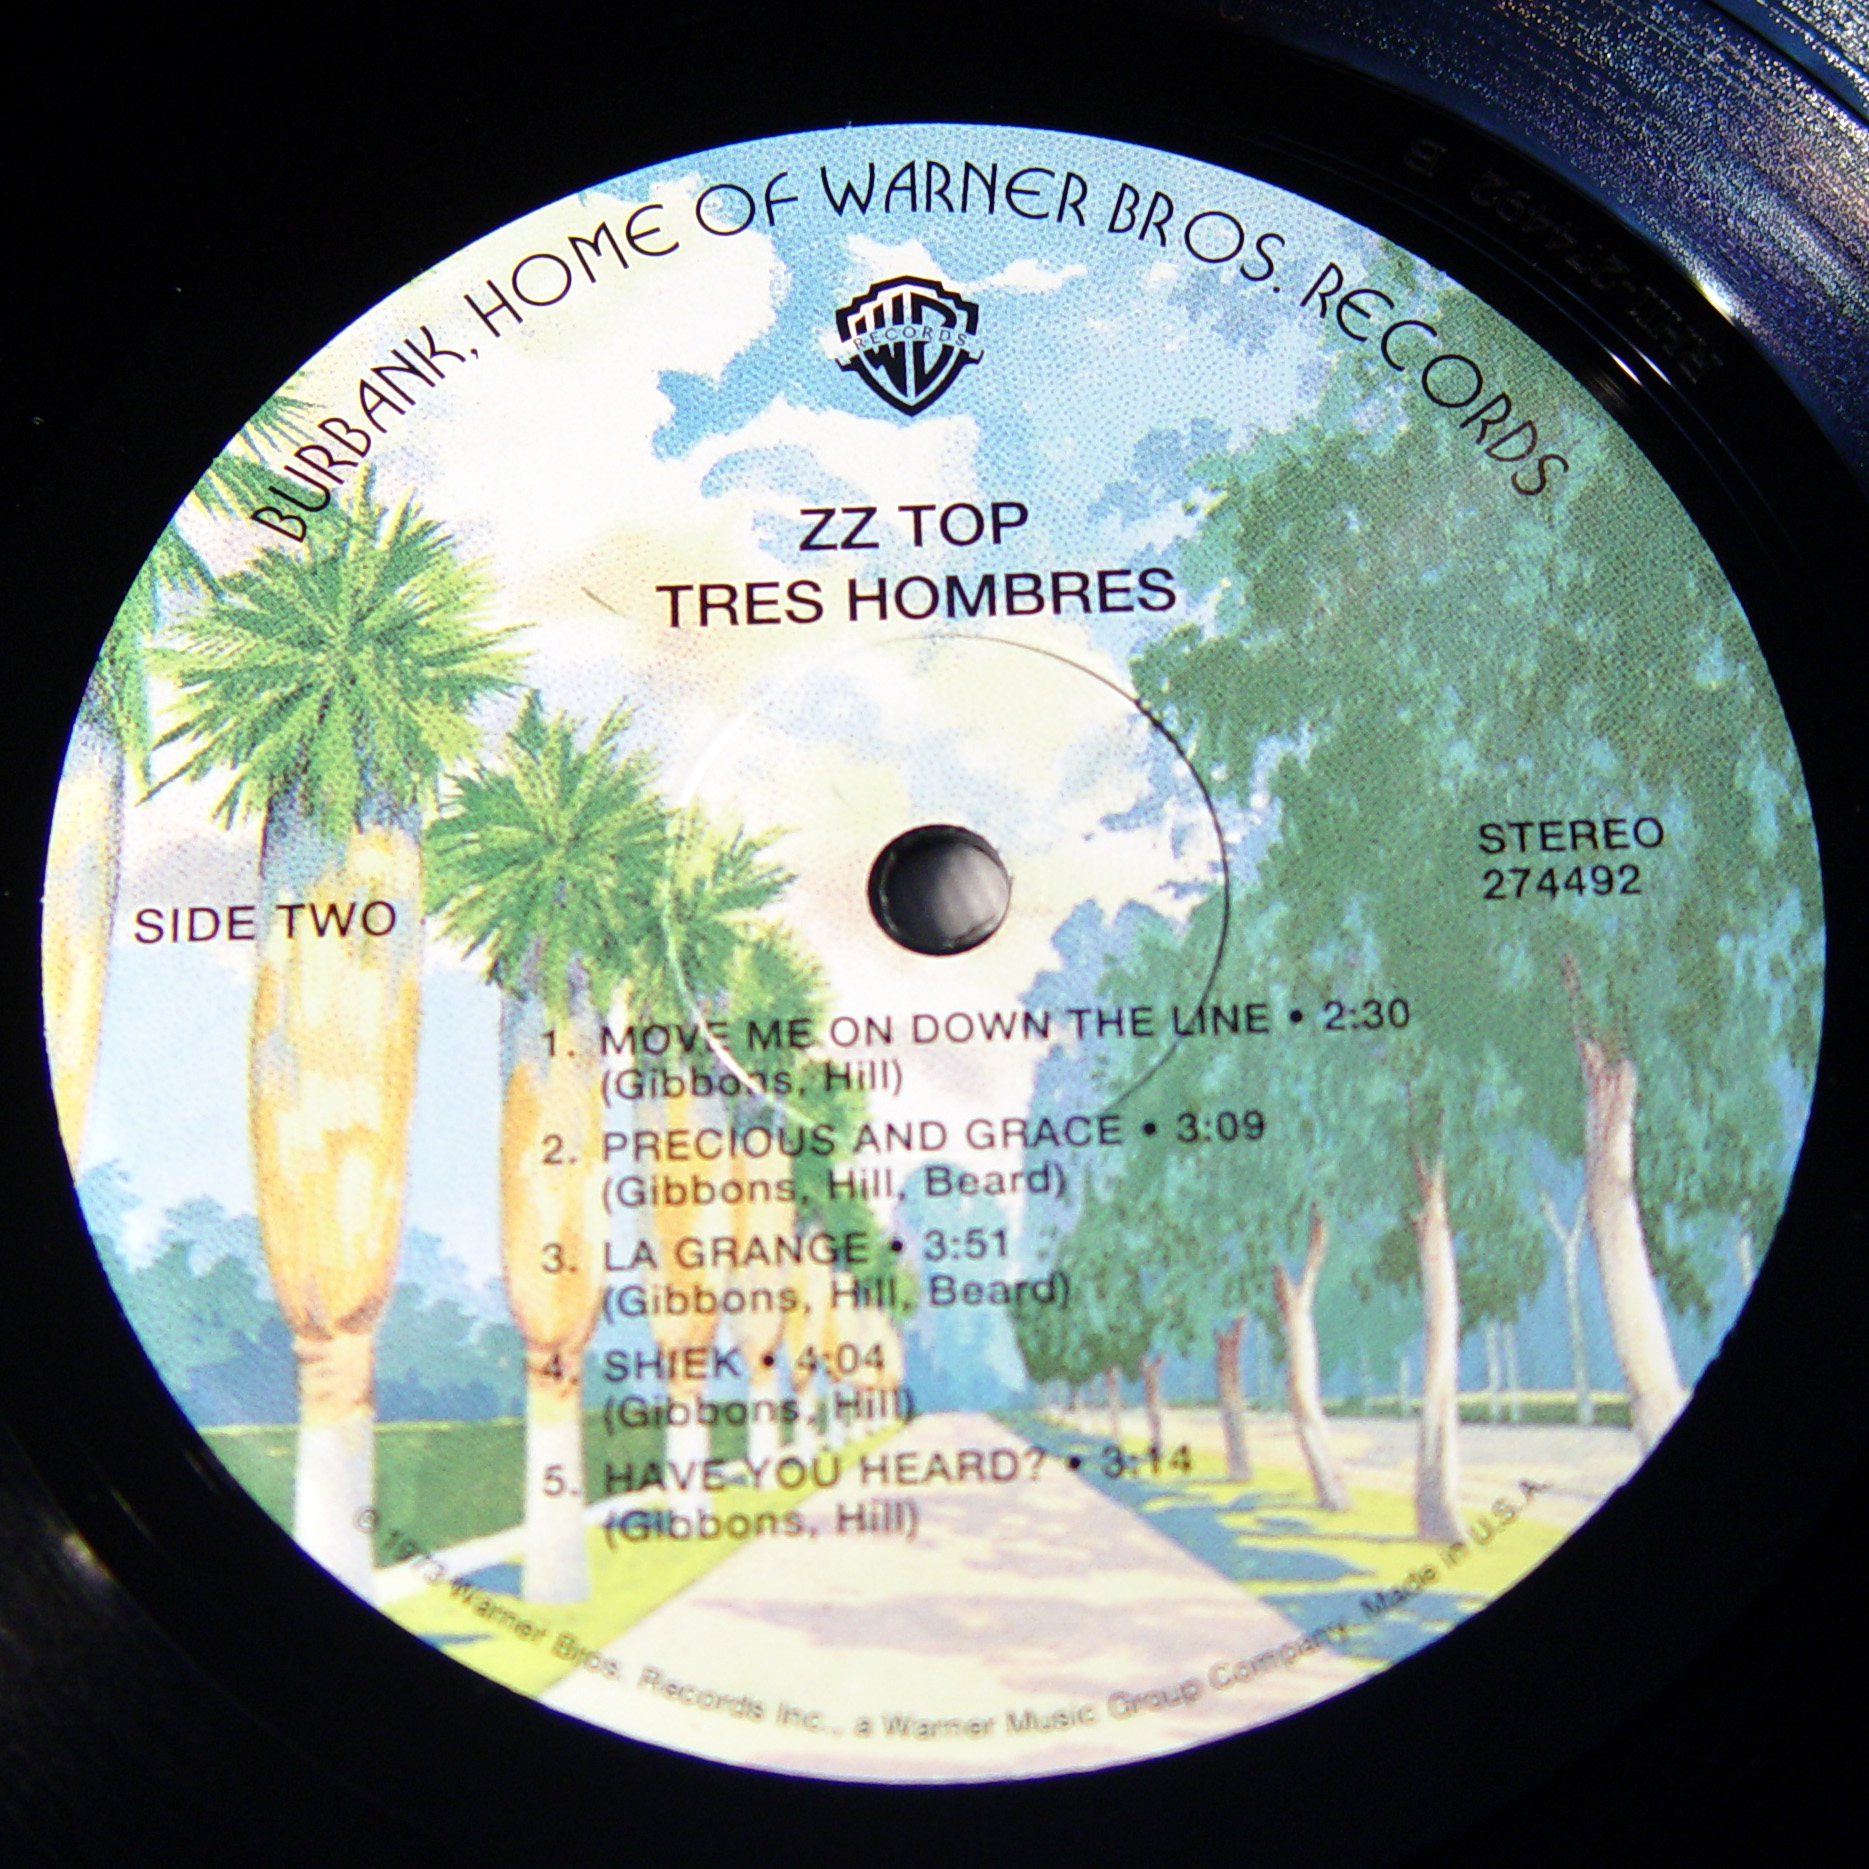 BURBANK, HOME OF WARNER BROS. RECORDS
RECORDS
ZZ TOP
TRES HOMBRES
STEREO
274492
SIDE TWO
1. MOVE ME ON DOWN THE LINE • 2:30
(Gibbons, Hill)
2. PRECIOUS AND GRACE • 3:09
(Gibbons, Hill, Beard)
3. LA GRANGE • 3:51
(Gibbons, Hill, Beard)
4. SHIEK • 4:04
(Gibbons, Hill)
5. HAVE YOU HEARD? • 3:14
(Gibbons, Hill)
1973 Warner Bros. Records Inc., a Warner Music Group Company. Made in U.S.A.